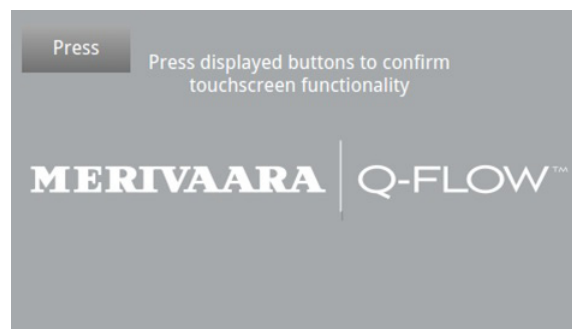 Press
Press displayed buttons to confirm
touchscreen functionality
MERIVAARA | Q-FLOW™